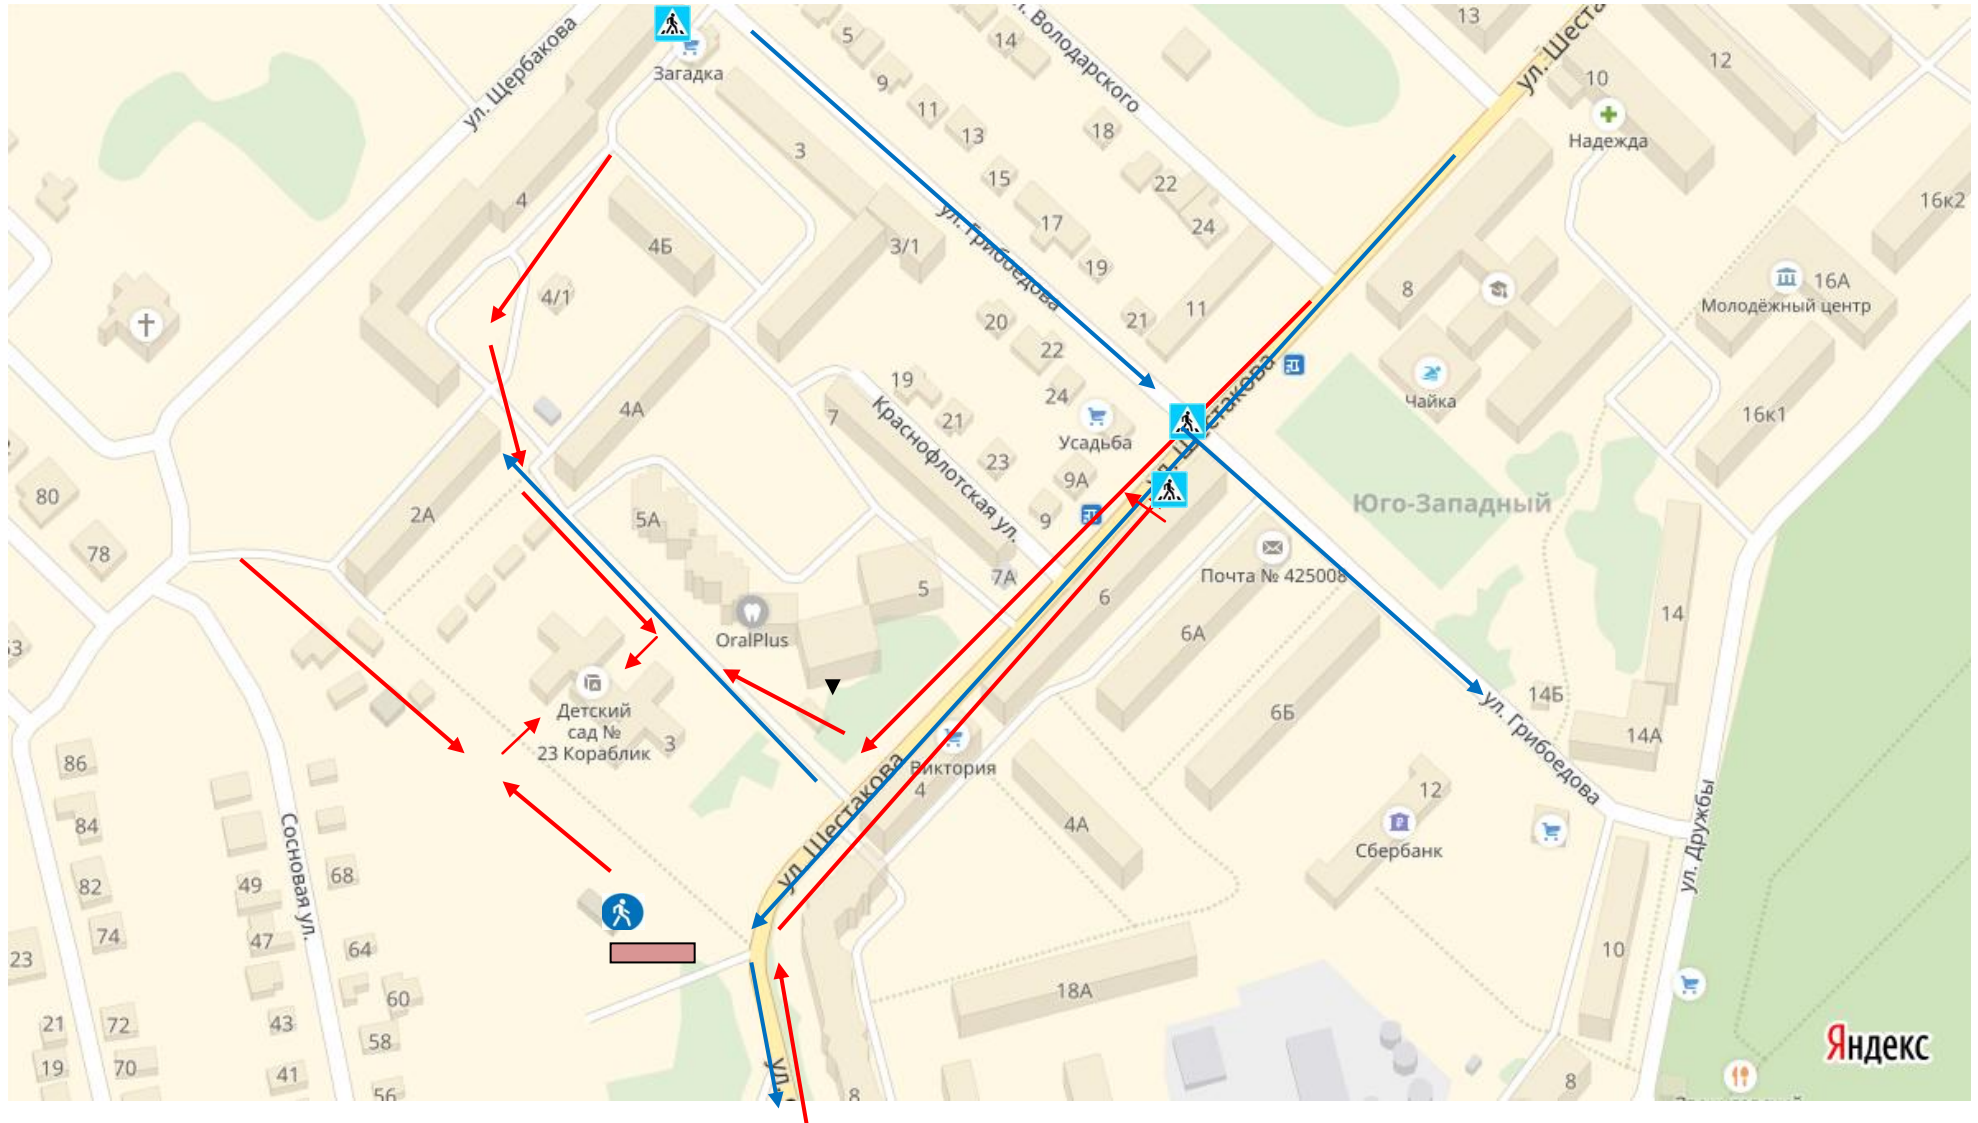 ул. Щербакова
Загадка
5
14
ул. Володарского
13
ул. Шеста
12
10
Надежда
9
11
13
18
3
15
22
16к2
4
4Б
3/1
17
24
ул. Грибоедова
19
4/1
8
16А
Молодёжный центр
20
21
11
22
19
24
Чайка
4А
7
21
Краснофлотская ул.
Усадьба
ул. Шестакова
16к1
23
9А
80
2А
5А
9
Юго-Западный
78
7А
5
6
Почта № 425008
14
OralPlus
6А
Детский
сад №
23 Кораблик
3
14Б
6Б
ул. Грибоедова
14А
86
Виктория
4
ул. Шестакова
12
84
4А
Сбербанк
ул. Дружбы
Сосновая ул.
82
49
68
74
47
64
23
10
60
18А
21
72
43
58
19
70
41
56
8
8
Яндекс